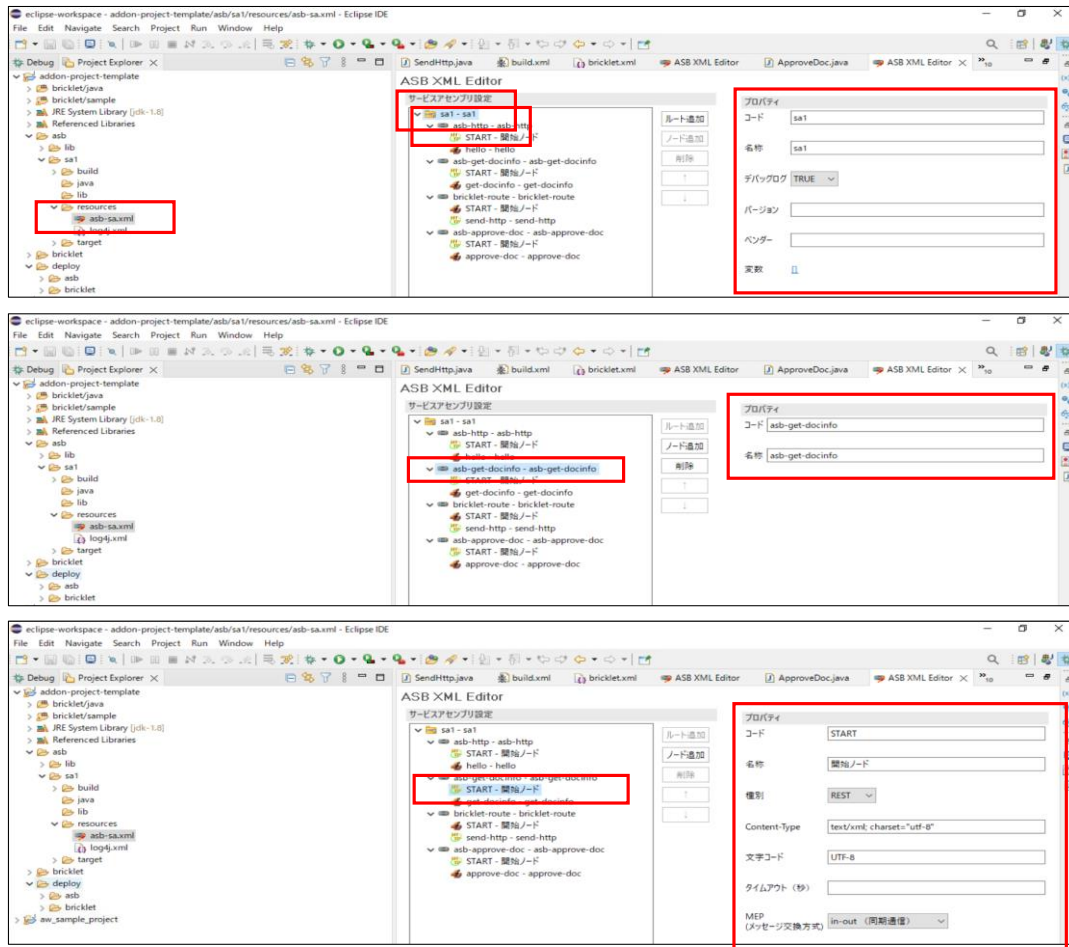 eclipse-workspace - addon-project-template/asb/sa1/resources/asb-sa.xml - Eclipse IDE
File Edit Navigate Search Project Run Window Help
Debug Project Explorer
SendHttp.java build.xml bricklet.xml ASB XML Editor ApproveDoc.java ASB XML Editor 10
addon-project-template
bricklet/java
bricklet/sample
JRE System Library [jdk-1.8]
Referenced Libraries
asb
lib
sa1
build
java
lib
resources
asb-sa.xml
log4j.xml
target
bricklet
deploy
asb
bricklet
ASB XML Editor
サービスアセンブリ設定
sa1 - sa1
asb-http - asb-http
START - 開始ノード
hello - hello
asb-get-docinfo - asb-get-docinfo
START - 開始ノード
get-docinfo - get-docinfo
bricklet-route - bricklet-route
START - 開始ノード
send-http - send-http
asb-approve-doc - asb-approve-doc
START - 開始ノード
approve-doc - approve-doc
ルート追加
ノード追加
削除
↑
↓
プロパティ
コード sa1
名称 sa1
デバッグログ TRUE
バージョン
ベンダー
変数 []
eclipse-workspace - addon-project-template/asb/sa1/resources/asb-sa.xml - Eclipse IDE
File Edit Navigate Search Project Run Window Help
Debug Project Explorer
SendHttp.java build.xml bricklet.xml ASB XML Editor ApproveDoc.java ASB XML Editor 10
addon-project-template
bricklet/java
bricklet/sample
JRE System Library [jdk-1.8]
Referenced Libraries
asb
lib
sa1
build
java
lib
resources
asb-sa.xml
log4j.xml
target
bricklet
deploy
asb
bricklet
ASB XML Editor
サービスアセンブリ設定
sa1 - sa1
asb-http - asb-http
START - 開始ノード
hello - hello
asb-get-docinfo - asb-get-docinfo
START - 開始ノード
get-docinfo - get-docinfo
bricklet-route - bricklet-route
START - 開始ノード
send-http - send-http
asb-approve-doc - asb-approve-doc
START - 開始ノード
approve-doc - approve-doc
ルート追加
ノード追加
削除
↑
↓
プロパティ
コード asb-get-docinfo
名称 asb-get-docinfo
eclipse-workspace - addon-project-template/asb/sa1/resources/asb-sa.xml - Eclipse IDE
File Edit Navigate Search Project Run Window Help
Debug Project Explorer
SendHttp.java build.xml bricklet.xml ASB XML Editor ApproveDoc.java ASB XML Editor 10
addon-project-template
bricklet/java
bricklet/sample
JRE System Library [jdk-1.8]
Referenced Libraries
asb
lib
sa1
build
java
lib
resources
asb-sa.xml
log4j.xml
target
bricklet
deploy
asb
bricklet
aw_sample_project
ASB XML Editor
サービスアセンブリ設定
sa1 - sa1
asb-http - asb-http
START - 開始ノード
hello - hello
asb-get-docinfo - asb-get-docinfo
START - 開始ノード
get-docinfo - get-docinfo
bricklet-route - bricklet-route
START - 開始ノード
send-http - send-http
asb-approve-doc - asb-approve-doc
START - 開始ノード
approve-doc - approve-doc
ルート追加
ノード追加
削除
↑
↓
プロパティ
コード START
名称 開始ノード
種別 REST
Content-Type text/xml; charset="utf-8"
文字コード UTF-8
タイムアウト（秒）
MEP
(メッセージ交換方式) in-out （同期通信）